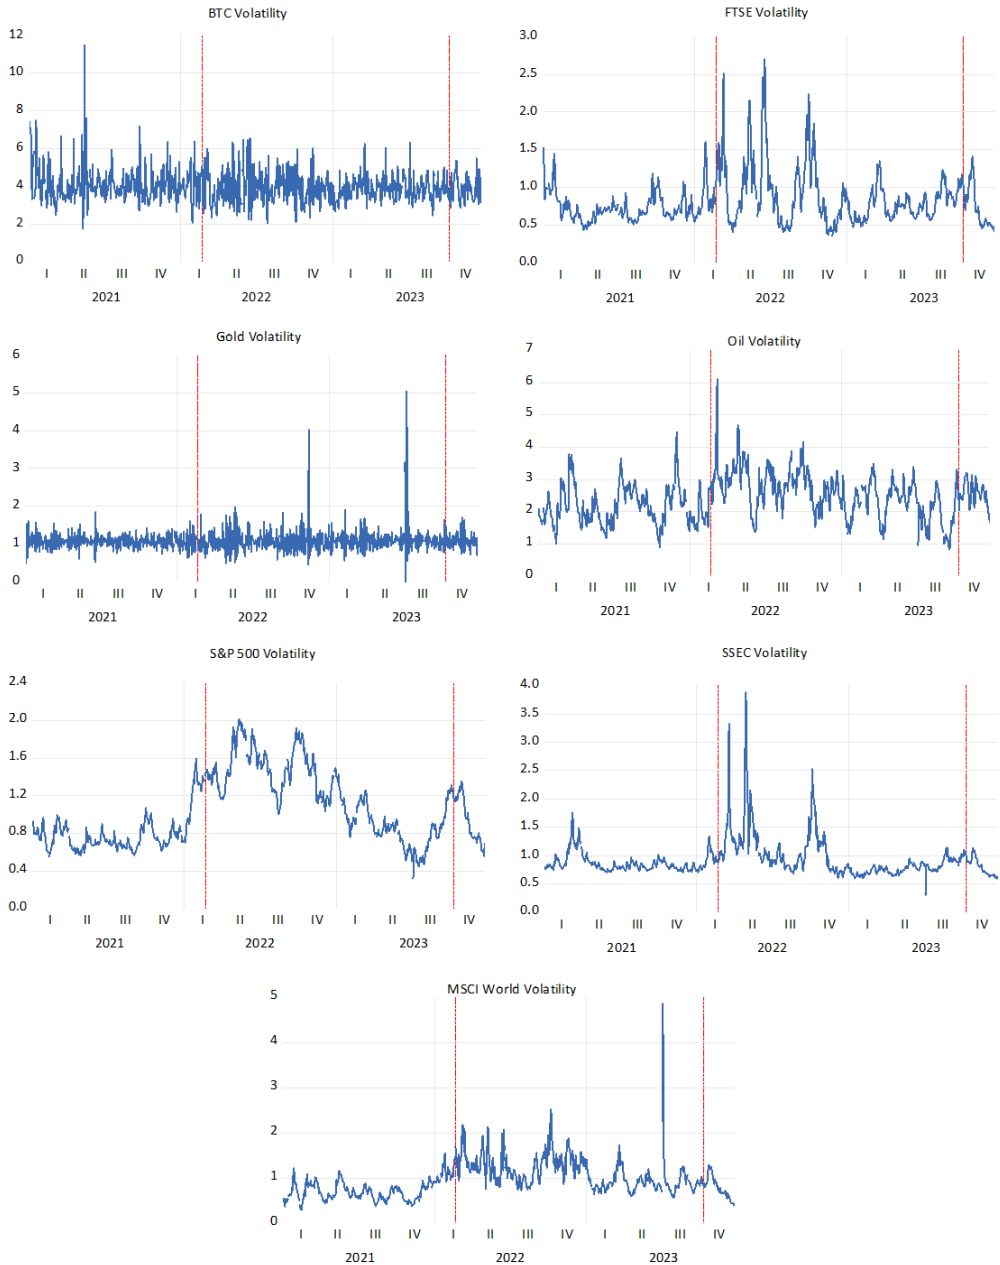 BTC Volatility
12
10
8
6
4
2
0
I II III IV I II III IV I II III IV
2021 2022 2023
FTSE Volatility
3.0
2.5
2.0
1.5
1.0
0.5
0.0
I II III IV I II III IV I II III IV
2021 2022 2023
Gold Volatility
6
5
4
3
2
1
0
I II III IV I II III IV I II III IV
2021 2022 2023
Oil Volatility
7
6
5
4
3
2
1
0
I II III IV I II III IV I II III IV
2021 2022 2023
S&P 500 Volatility
2.4
2.0
1.6
1.2
0.8
0.4
0.0
I II III IV I II III IV I II III IV
2021 2022 2023
SSEC Volatility
4.0
3.5
3.0
2.5
2.0
1.5
1.0
0.5
0.0
I II III IV I II III IV I II III IV
2021 2022 2023
MSCI World Volatility
5
4
3
2
1
0
I II III IV I II III IV I II III IV
2021 2022 2023